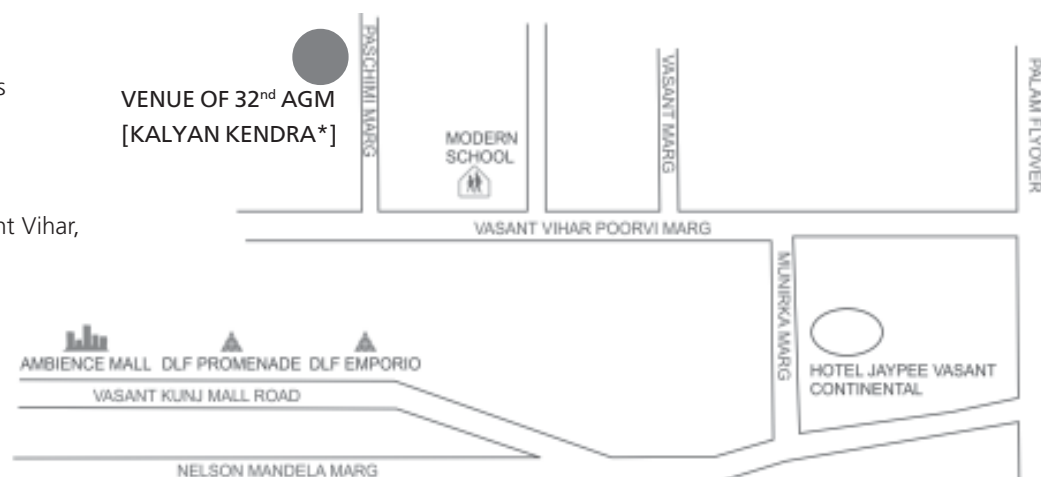 s
nt Vihar,
VENUE OF 32nd AGM
[KALYAN KENDRA*]
PASCHIMI MARG
MODERN
SCHOOL
VASANT MARG
PALAM FLYOVER
VASANT VIHAR POORVI MARG
MUNIRKA MARG
AMBIENCE MALL DLF PROMENADE DLF EMPORIO
HOTEL JAYPEE VASANT
CONTINENTAL
VASANT KUNJ MALL ROAD
NELSON MANDELA MARG